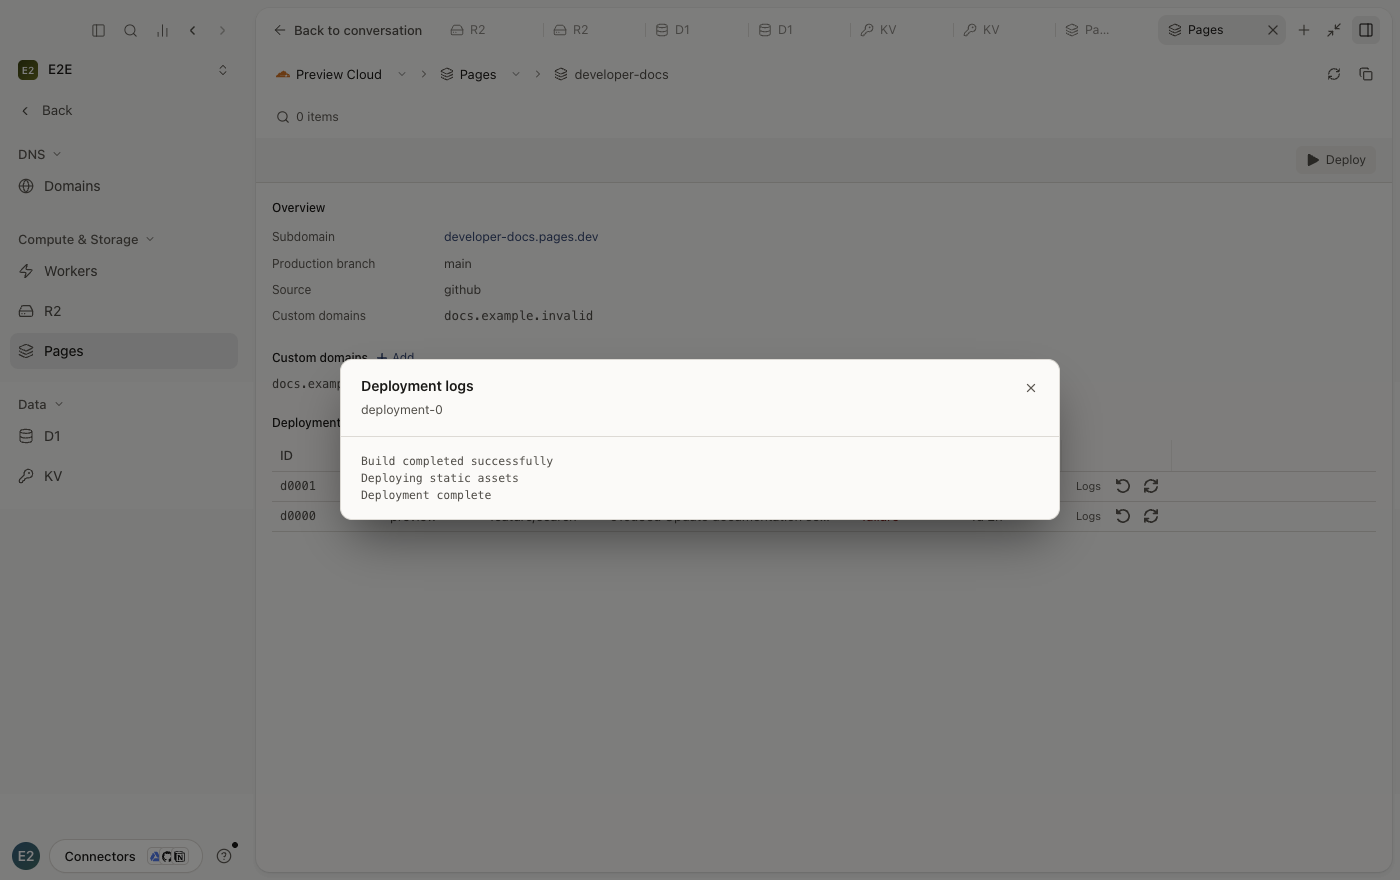 Back to conversation
R2
R2
D1
D1
KV
KV
Pa...
Pages
E2
E2E
Preview Cloud
Pages
developer-docs
Back
0 items
DNS
Deploy
Domains
Overview
Subdomain
developer-docs.pages.dev
Compute & Storage
Production branch
main
Workers
Source
github
R2
Custom domains
docs.example.invalid
Pages
Custom domains
Add
docs.examp
Data
Deployment
D1
ID
KV
d0001
Logs
d0000
Logs
Deployment logs
deployment-0
Build completed successfully
Deploying static assets
Deployment complete
E2
Connectors